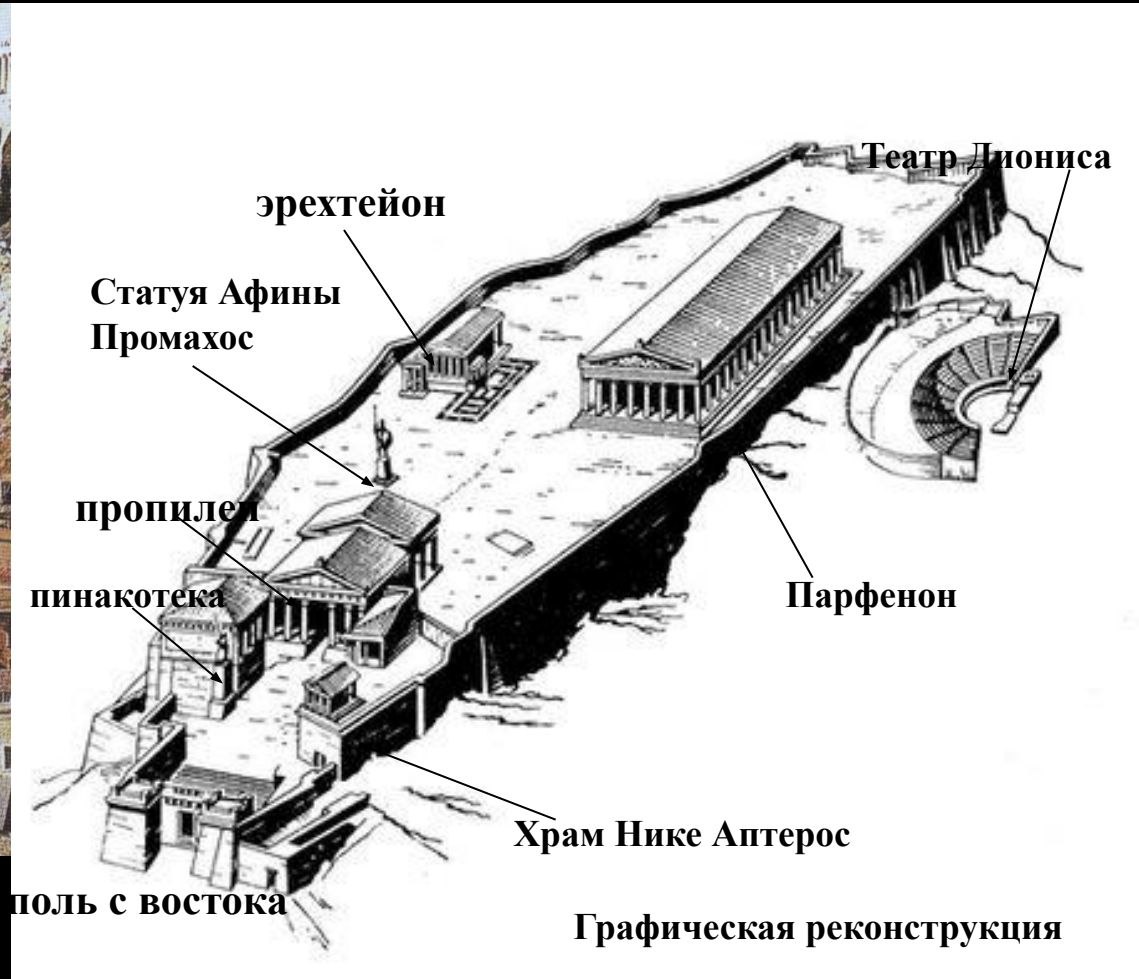 Театр Диониса
эрехтейон
Статуя Афины
Промахос
пропилеи
пинакотека
Парфенон
Храм Нике Аптерос
поль с востока
Графическая реконструкция